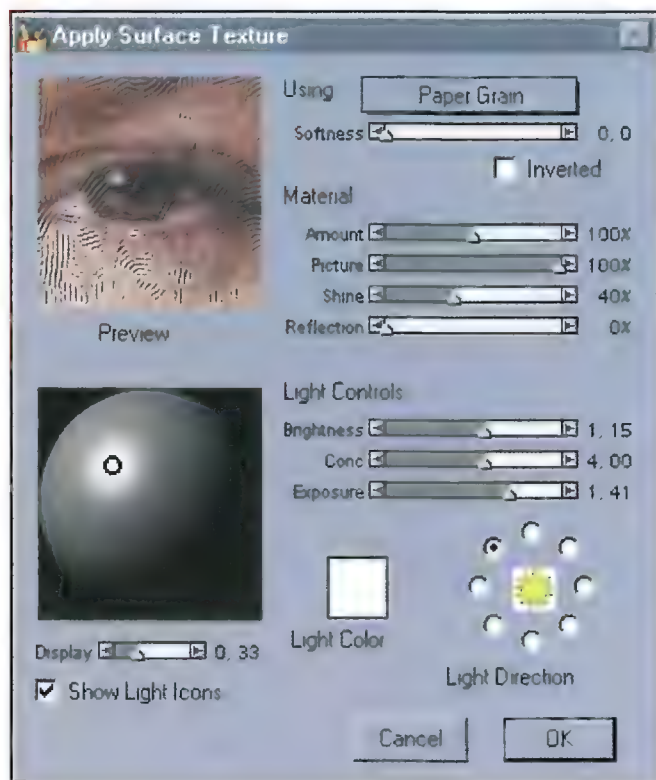 Apply Surface Texture
Using Paper Grain
Softness 0,0
Inverted
Material
Amount 100%
Picture 100%
Shine 40%
Reflection 0%
Preview
Light Controls
Brightness 1,15
Conc 4,00
Exposure 1,41
Light Color
Light Direction
Display 0,33
Show Light Icons
Cancel OK